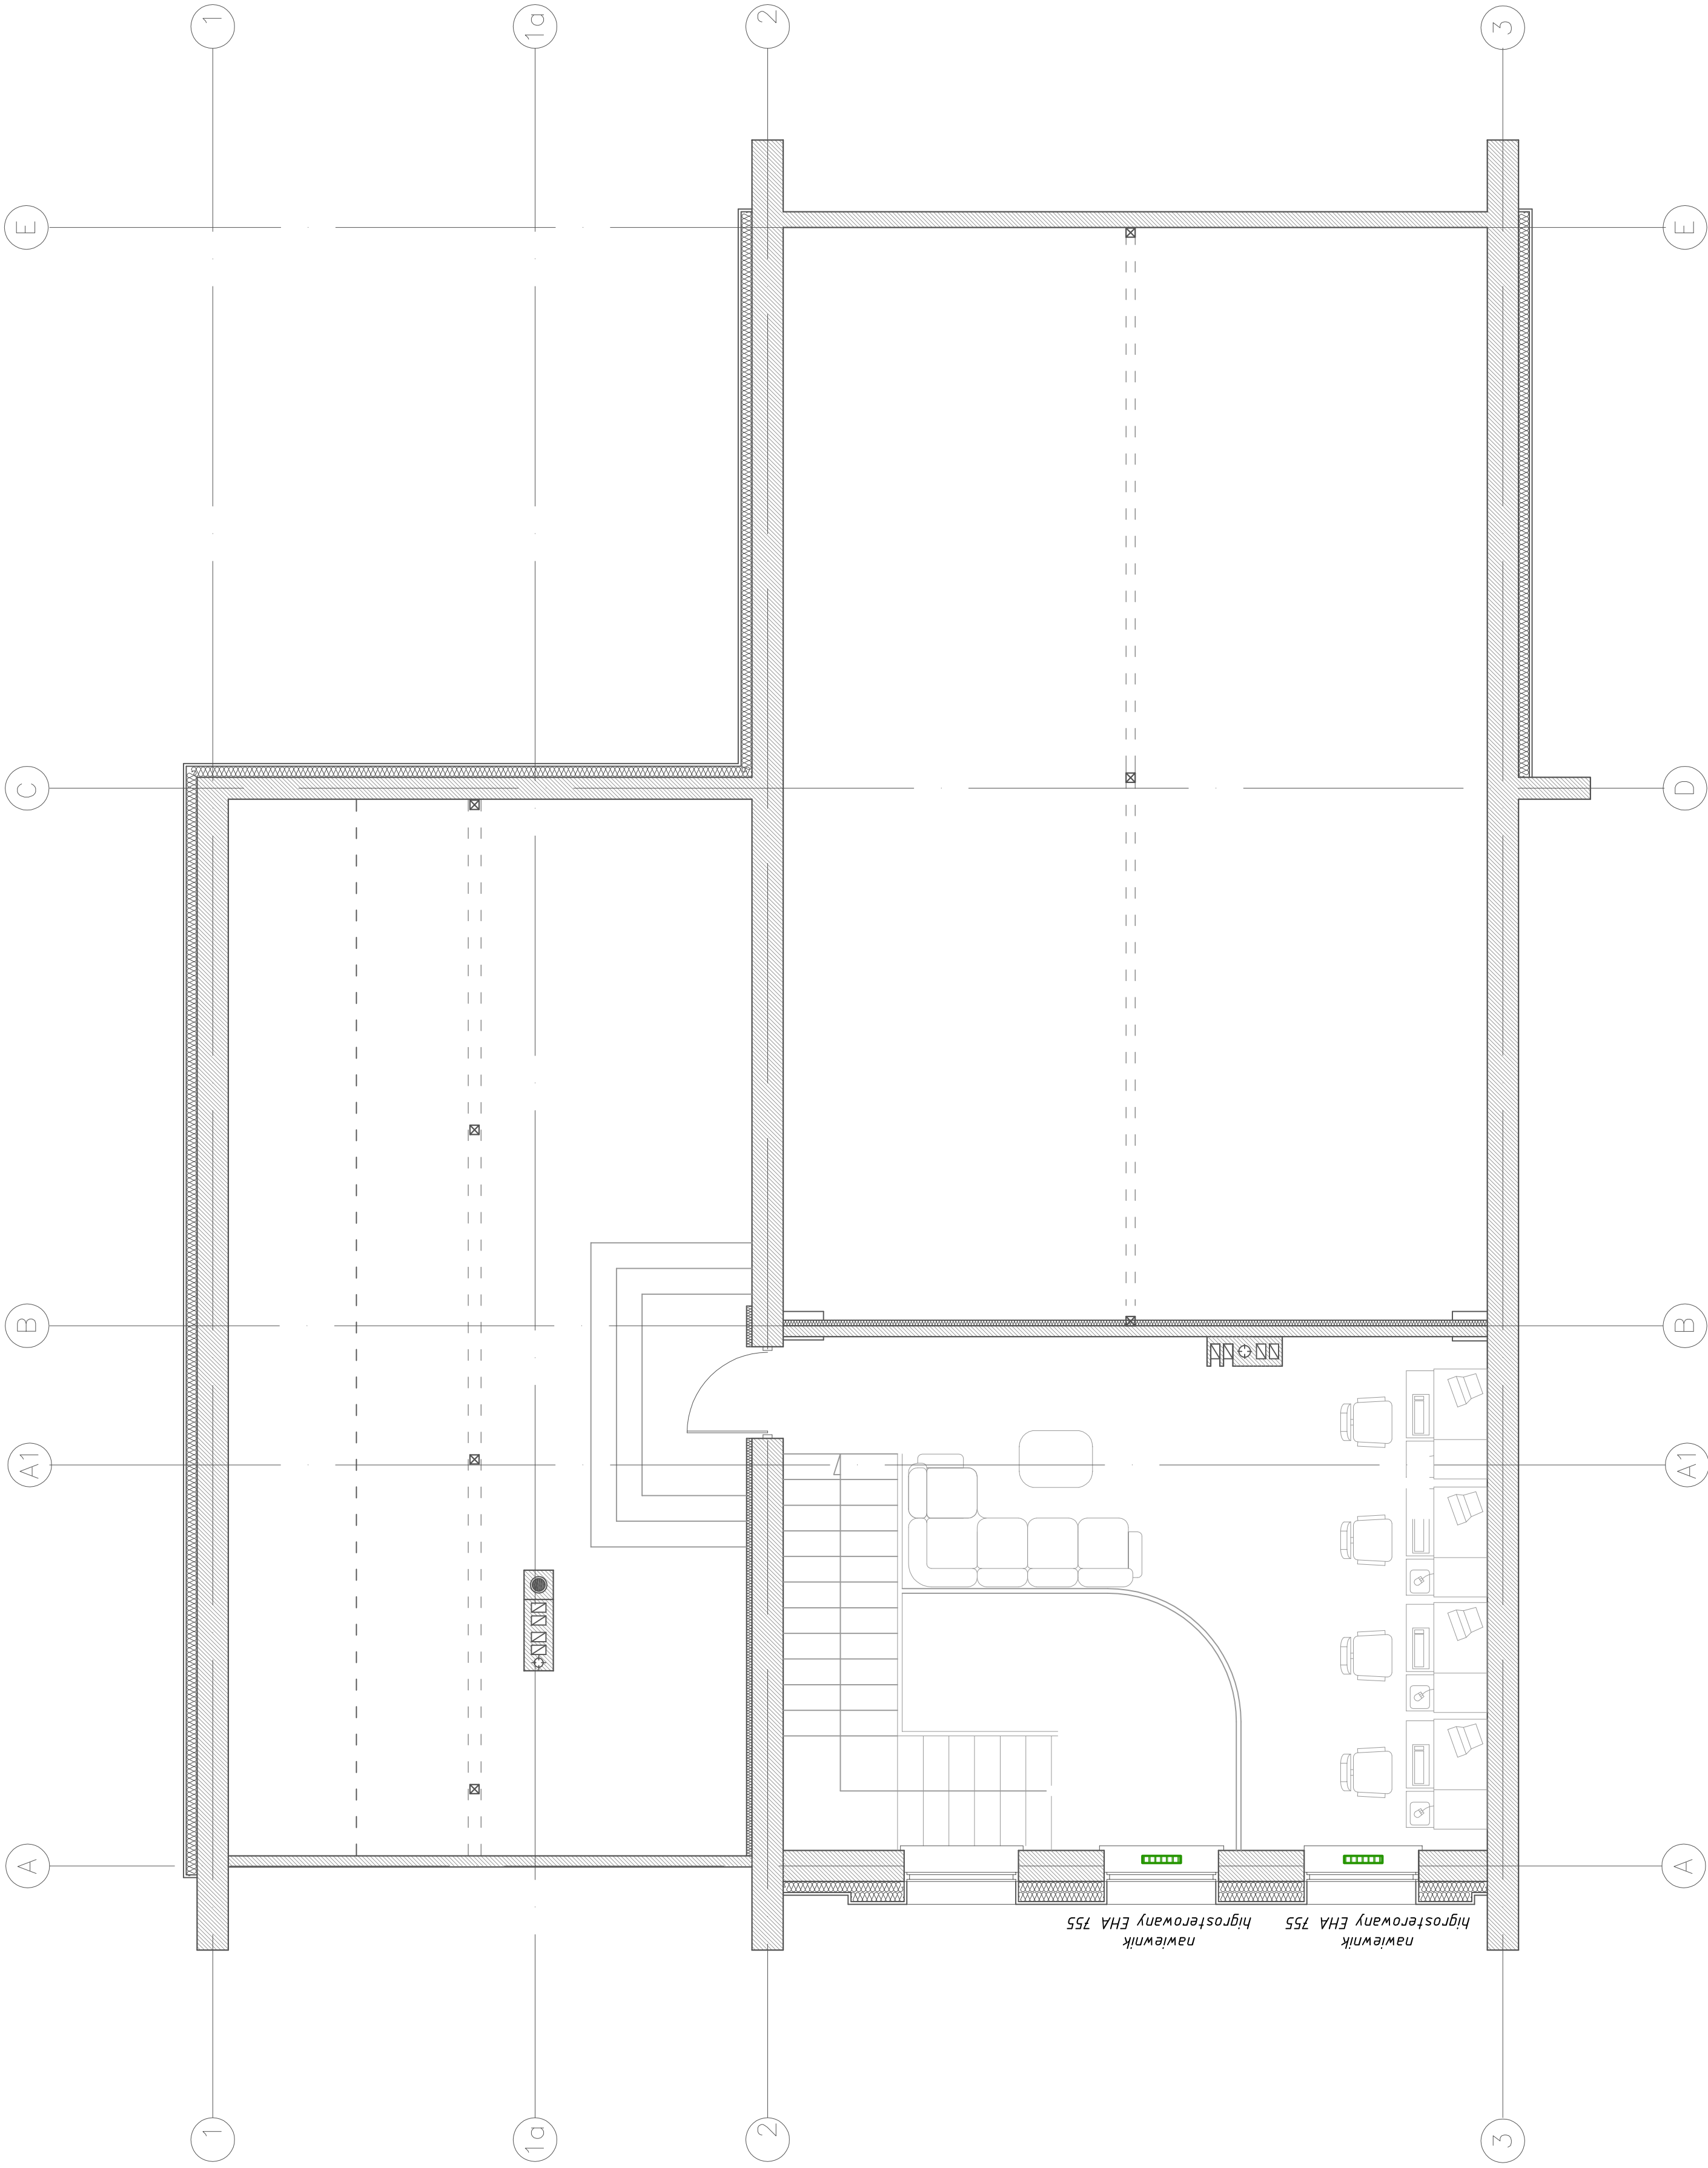 1
1a
2
3
E
E
C
D
B
B
A1
A1
A
A
nawiewnik
higrosterowany EHA 755
nawiewnik
higrosterowany EHA 755
1
1a
2
3